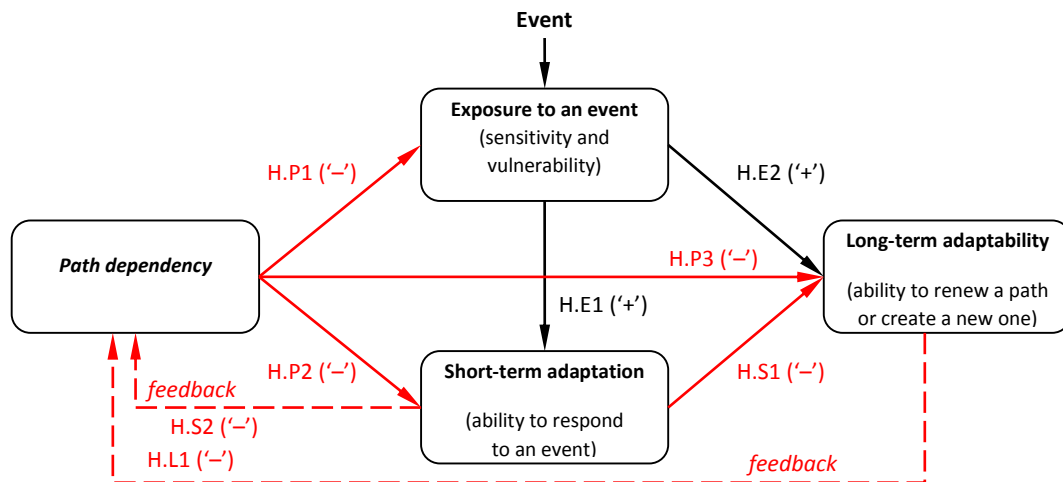 Event
Exposure to an event
(sensitivity and
vulnerability)
H.P1 (‘–’)
H.E2 (‘+’)
Path dependency
Long-term adaptability
(ability to renew a path
or create a new one)
H.P3 (‘–’)
H.E1 (‘+’)
H.P2 (‘–’)
Short-term adaptation
(ability to respond
to an event)
H.S1 (‘–’)
feedback
H.S2 (‘–’)
H.L1 (‘–’)
feedback